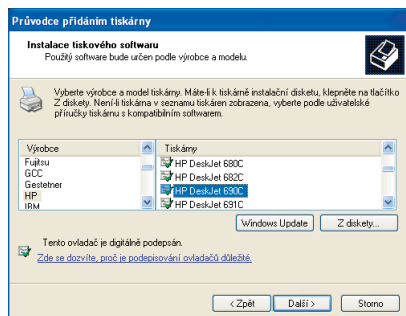 Průvodce přidáním tiskárny
Instalace tiskového softwaru
Použitý software bude určen podle výrobce a modelu.
Vyberte výrobce a model tiskárny. Máte-li k tiskárně instalační disketu, klepněte na tlačítko
Z diskety. Není-li tiskárna v seznamu tiskáren zobrazena, vyberte podle uživatelské
příručky tiskárnu s kompatibilním softwarem.
Výrobce
Tiskárny
Fujitsu
GCC
Gestetner
HP
IBM
HP DeskJet 680C
HP DeskJet 682C
HP DeskJet 690C
HP DeskJet 691C
Windows Update
Z diskety...
Tento ovladač je digitálně podepsán.
Zde se dozvíte, proč je podepisování ovladačů důležité.
< Zpět
Další >
Storno